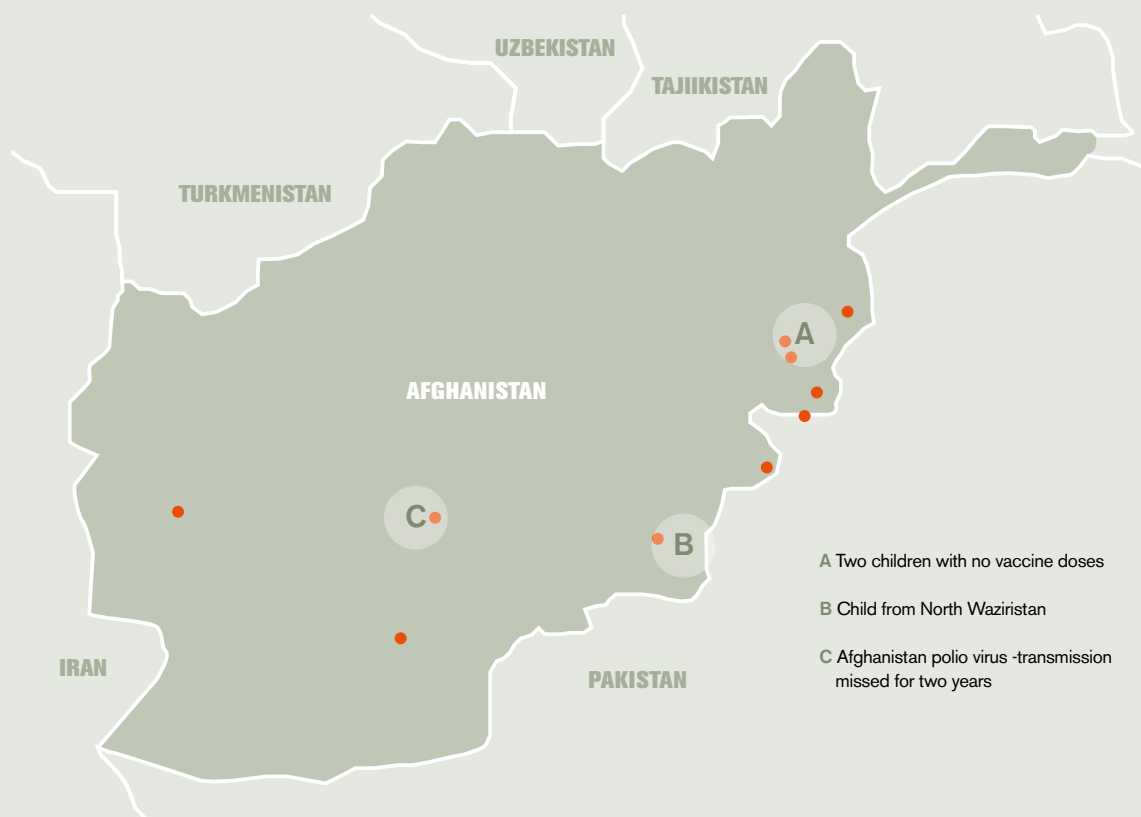 UZBEKISTAN
TAJIIKISTAN
TURKMENISTAN
A
AFGHANISTAN
C
B
A Two children with no vaccine doses
B Child from North Waziristan
C Afghanistan polio virus -transmission
missed for two years
IRAN
PAKISTAN